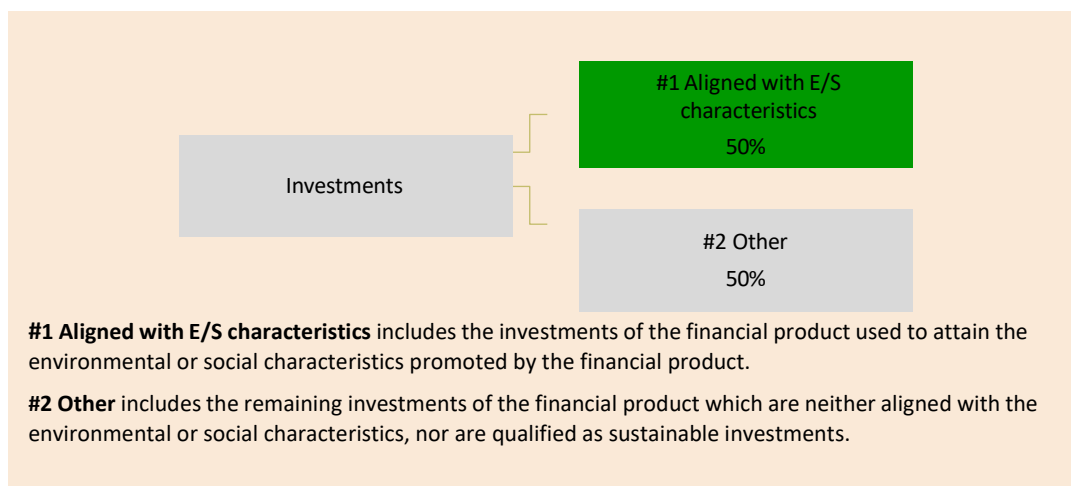 #1 Aligned with E/S
characteristics
50%
Investments
#2 Other
50%
#1 Aligned with E/S characteristics includes the investments of the financial product used to attain the
environmental or social characteristics promoted by the financial product.
#2 Other includes the remaining investments of the financial product which are neither aligned with the
environmental or social characteristics, nor are qualified as sustainable investments.